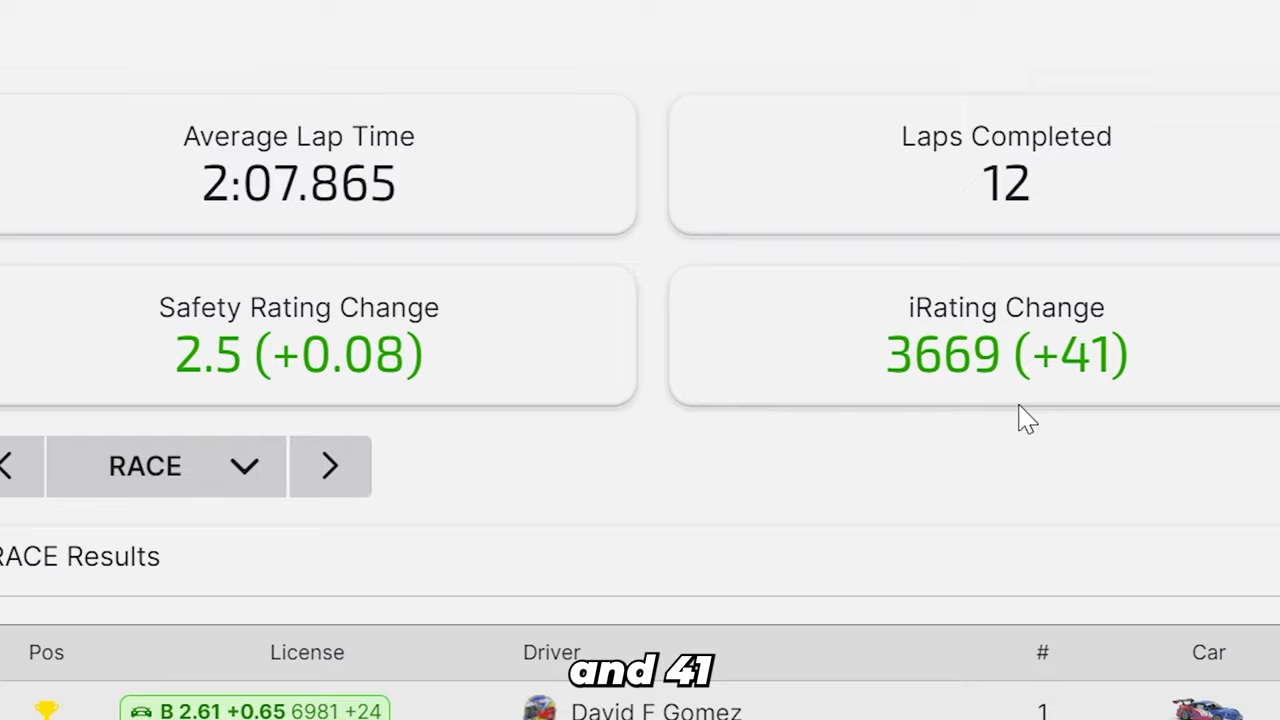 Average Lap Time
2:07.865
Laps Completed
12
Safety Rating Change
2.5 (+0.08)
iRating Change
3669 (+41)
RACE
RACE Results
Pos License Driver # Car
and 41
B 2.61 +0.65 6981 +24 David F Gomez 1